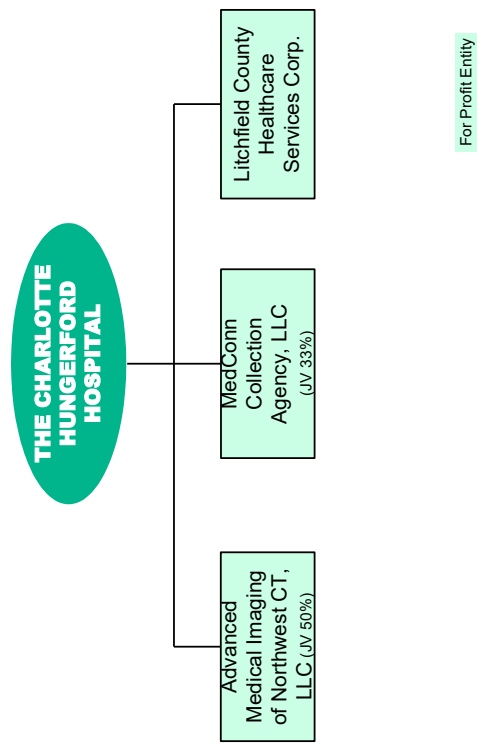 THE CHARLOTTE
HUNGERFORD
HOSPITAL
Advanced
Medical Imaging
of Northwest CT,
LLC (JV 50%)
MedConn
Collection
Agency, LLC
(JV 33%)
Litchfield County
Healthcare
Services Corp.
For Profit Entity